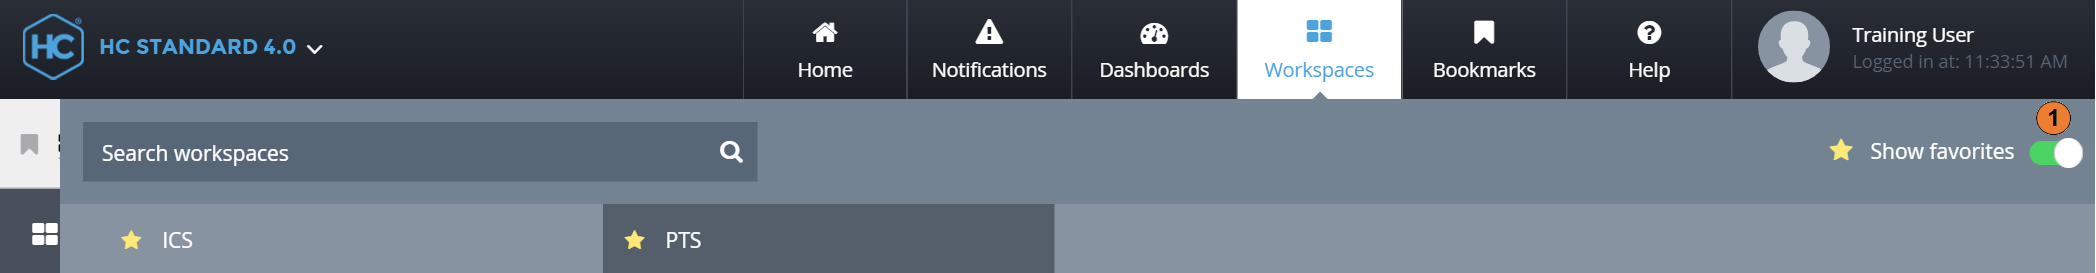 HC® HC STANDARD 4.0
Home
Notifications
Dashboards
Workspaces
Bookmarks
? Help
Training User
Logged in at: 11:33:51 AM
1
Search workspaces
Show favorites
ICS
PTS